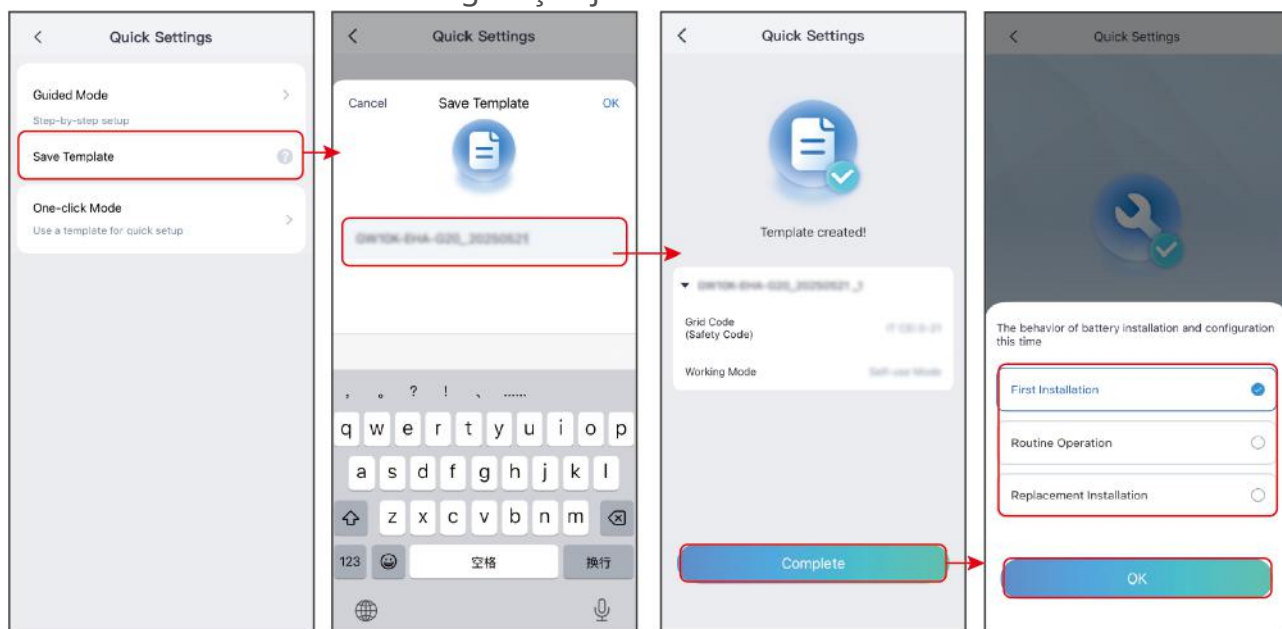 Quick Settings
Guided Mode
Step-by-step setup
Save Template
One-click Mode
Use a template for quick setup
Quick Settings
Cancel Save Template OK
, 。 ? ! 、 ......
q w e r t y u i o p
a s d f g h j k l
z x c v b n m
123 空格 换行
Quick Settings
Template created!
Grid Code
(Safety Code)
Working Mode
Complete
Quick Settings
The behavior of battery installation and configuration
this time
First Installation
Routine Operation
Replacement Installation
OK